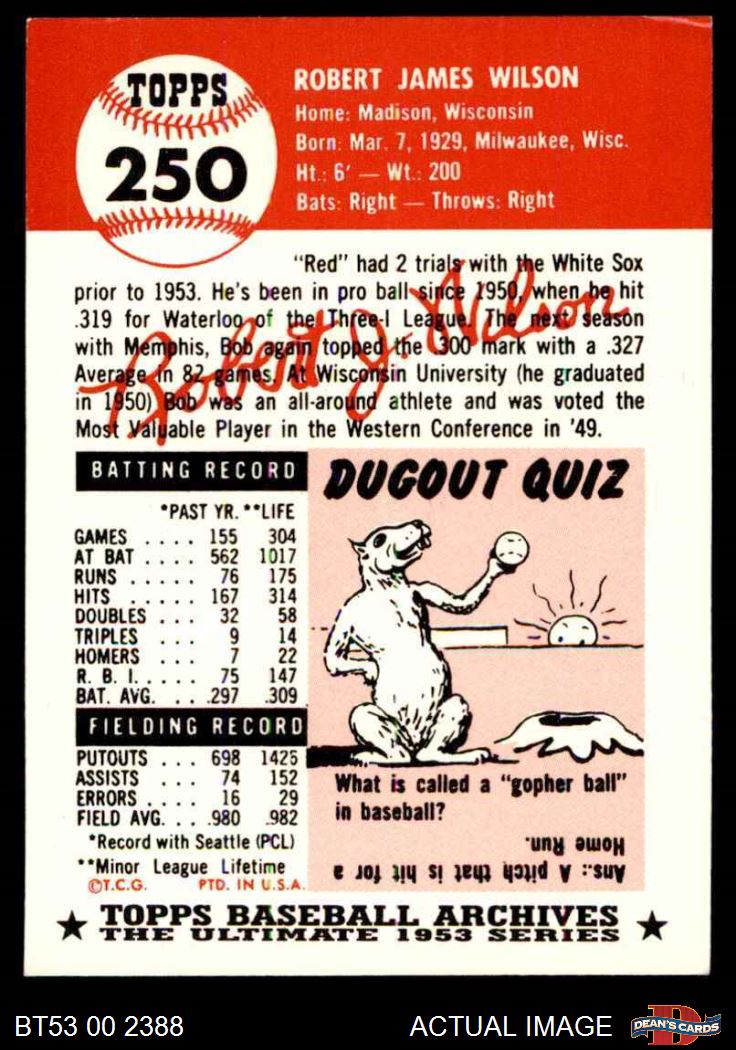 TOPPS
250
ROBERT JAMES WILSON
Home: Madison, Wisconsin
Born: Mar. 7, 1929, Milwaukee, Wisc.
Ht.: 6' — Wt.: 200
Bats: Right — Throws: Right
"Red" had 2 trials with the White Sox
prior to 1953. He's been in pro ball since 1950, when he hit
.319 for Waterloo of the Three-I League. The next season
with Memphis, Bob again topped the .300 mark with a .327
Average in 82 games. At Wisconsin University (he graduated
in 1950) Bob was an all-around athlete and was voted the
Most Valuable Player in the Western Conference in '49.
Robert J. Wilson
BATTING RECORD
*PAST YR. **LIFE
GAMES .... 155 304
AT BAT .... 562 1017
RUNS .... 76 175
HITS .... 167 314
DOUBLES ... 32 58
TRIPLES ... 9 14
HOMERS ... 7 22
R. B. I. .... 75 147
BAT. AVG. ... .297 .309
FIELDING RECORD
PUTOUTS ... 698 1425
ASSISTS ... 74 152
ERRORS ... 16 29
FIELD AVG. ... .980 .982
*Record with Seattle (PCL)
**Minor League Lifetime
©T.C.G. PTD. IN U.S.A.
DUGOUT QUIZ
What is called a "gopher ball"
in baseball?
Ans.: A pitch that is hit for a
Home Run.
★ TOPPS BASEBALL ARCHIVES ★
THE ULTIMATE 1953 SERIES
BT53 00 2388
ACTUAL IMAGE
D
DEAN'S CARDS